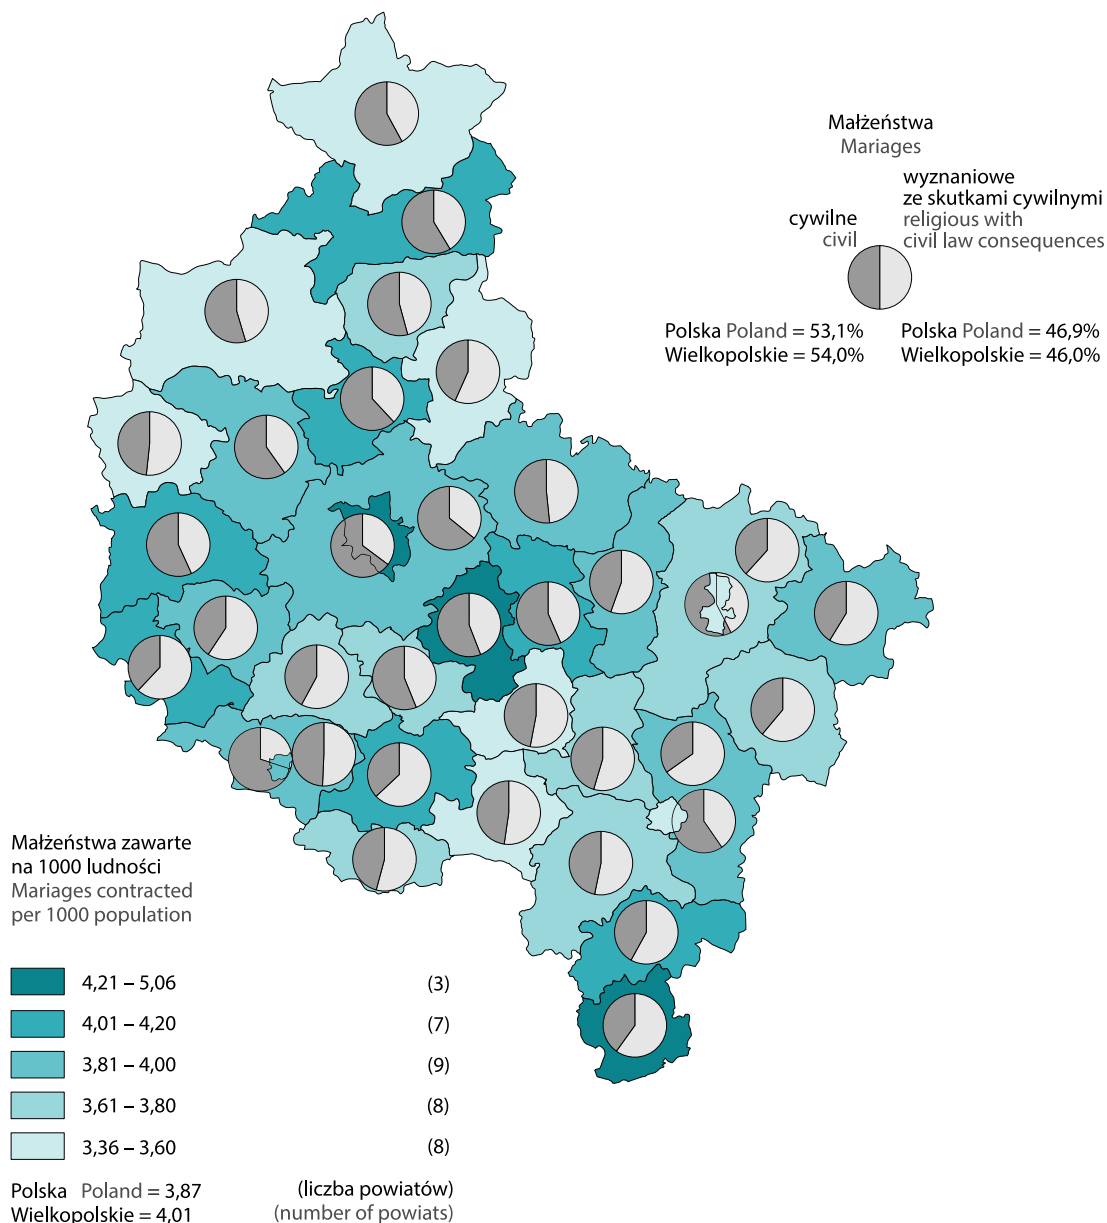 Małżeństwa
Mariages
wyznaniowe
ze skutkami cywilnymi
cywilne religious with
civil civil law consequences
Polska Poland = 53,1% Polska Poland = 46,9%
Wielkopolskie = 54,0% Wielkopolskie = 46,0%
Małżeństwa zawarte
na 1000 ludności
Mariages contracted
per 1000 population
4,21 – 5,06 (3)
4,01 – 4,20 (7)
3,81 – 4,00 (9)
3,61 – 3,80 (8)
3,36 – 3,60 (8)
Polska Poland = 3,87 (liczba powiatów)
Wielkopolskie = 4,01 (number of powiats)